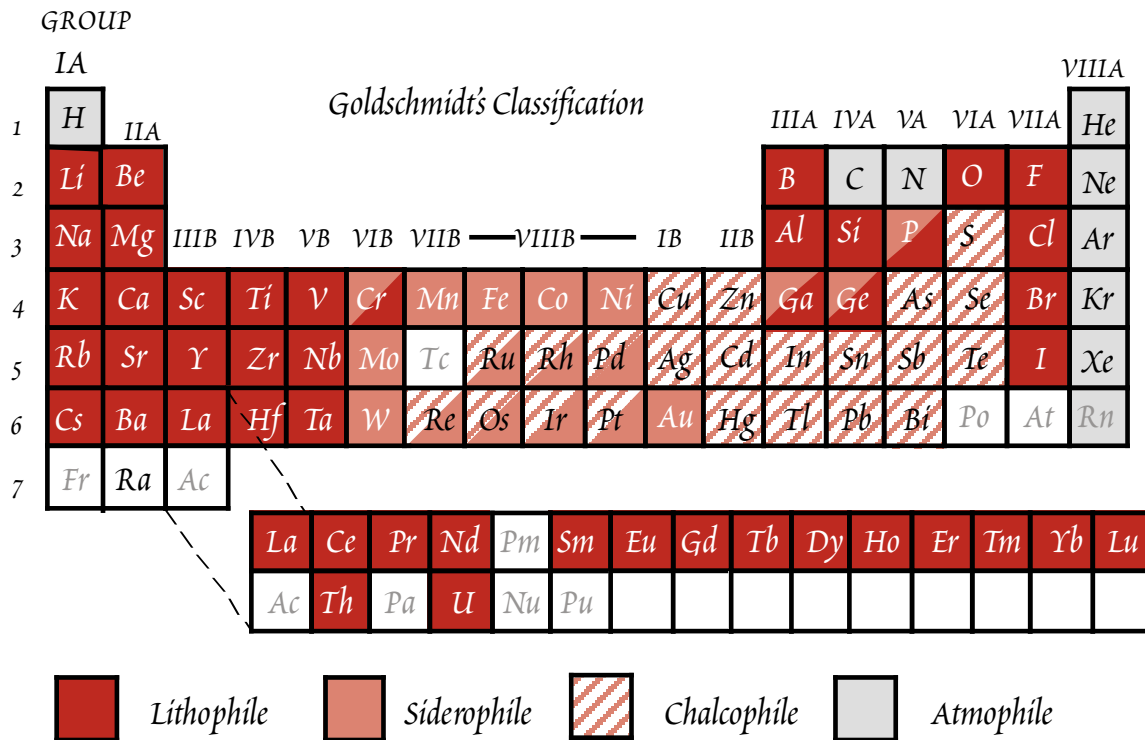 GROUP
IA VIIIA
Goldschmidt's Classification
1 H IIA IIIA IVA VA VIA VIIA He
2 Li Be B C N O F Ne
3 Na Mg IIIB IVB VB VIB VIIB VIIIB IB IIB Al Si P S Cl Ar
4 K Ca Sc Ti V Cr Mn Fe Co Ni Cu Zn Ga Ge As Se Br Kr
5 Rb Sr Y Zr Nb Mo Tc Ru Rh Pd Ag Cd In Sn Sb Te I Xe
6 Cs Ba La Hf Ta W Re Os Ir Pt Au Hg Tl Pb Bi Po At Rn
7 Fr Ra Ac
La Ce Pr Nd Pm Sm Eu Gd Tb Dy Ho Er Tm Yb Lu
Ac Th Pa U Nu Pu
Lithophile Siderophile Chalcophile Atmophile